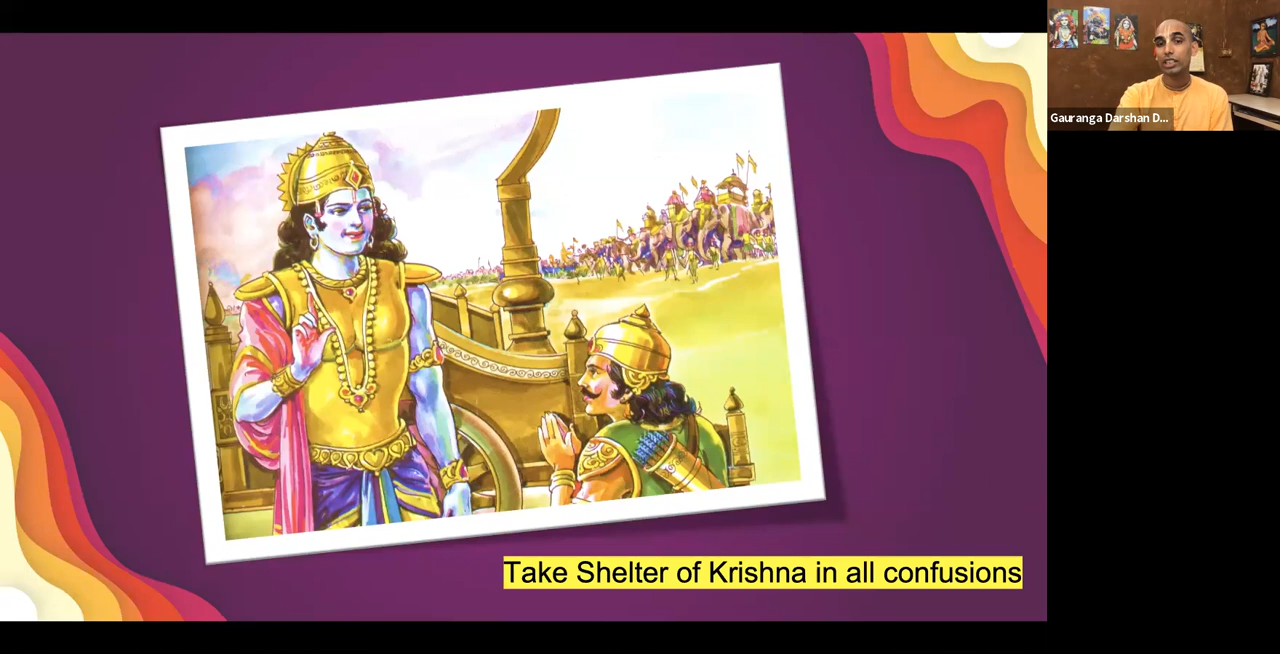 Gauranga Darshan D...
Take Shelter of Krishna in all confusions